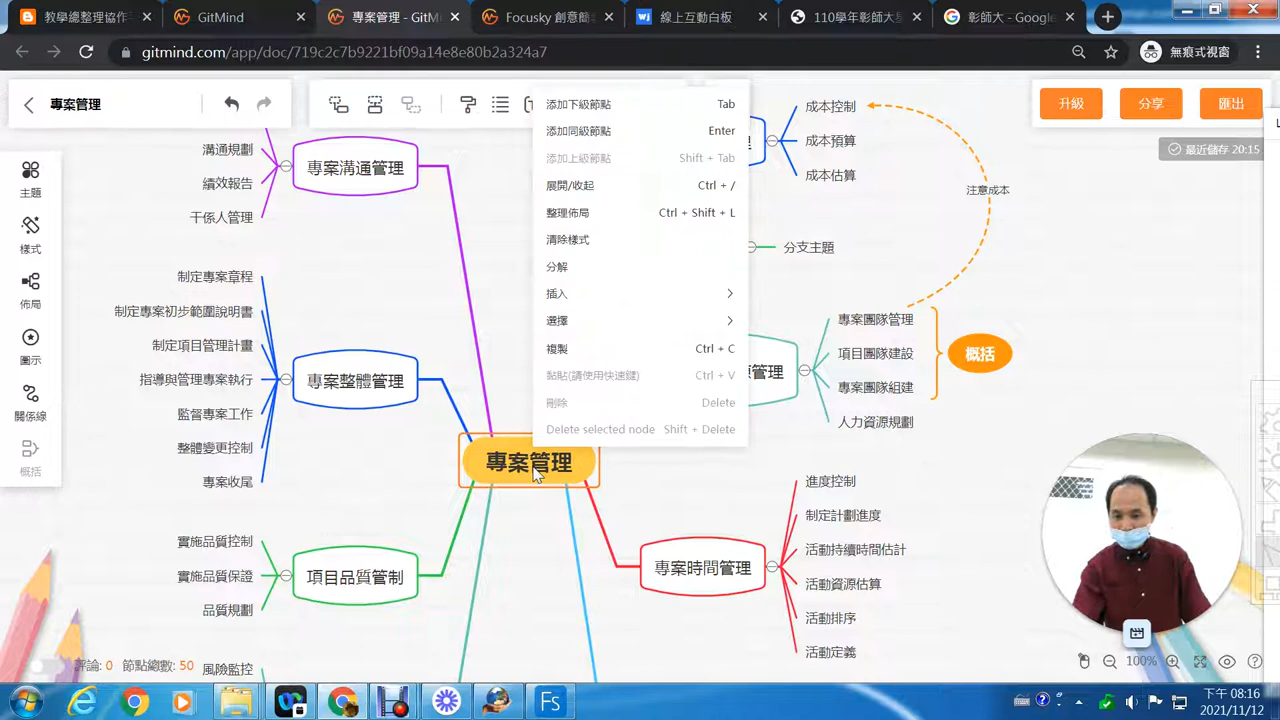 教學總整理協作
GitMind
專案管理 - GitM
線上互動白板
110學年彰師大
師大 - Google
gitmind.com/app/doc/719c2c7b9221bf09a14e8e80b2a324a7
無痕式視窗
專案管理
升級
分享
匯出
最近儲存 20:15
主題
樣式
佈局
圖示
關係線
概括
添加下級節點 Tab
添加同級節點 Enter
添加上級節點 Shift + Tab
展開/收起 Ctrl + /
整理佈局 Ctrl + Shift + L
清除樣式
分解
插入
選擇
複製 Ctrl + C
黏貼(請使用快速鍵) Ctrl + V
刪除 Delete
Delete selected node Shift + Delete
專案溝通管理
溝通規劃
績效報告
干係人管理
專案整體管理
制定專案章程
制定專案初步範圍說明書
制定項目管理計畫
指導與管理專案執行
監督專案工作
整體變更控制
專案收尾
項目品質管制
實施品質控制
實施品質保證
品質規劃
風險監控
專案管理
成本控制
成本預算
成本估算
注意成本
分支主題
管理
專案團隊管理
項目團隊建設
專案團隊組建
人力資源規劃
概括
專案時間管理
進度控制
制定計劃進度
活動持續時間估計
活動資源估算
活動排序
活動定義
評論: 0 節點總數: 50
100%
Fs
下午 08:16
2021/11/12